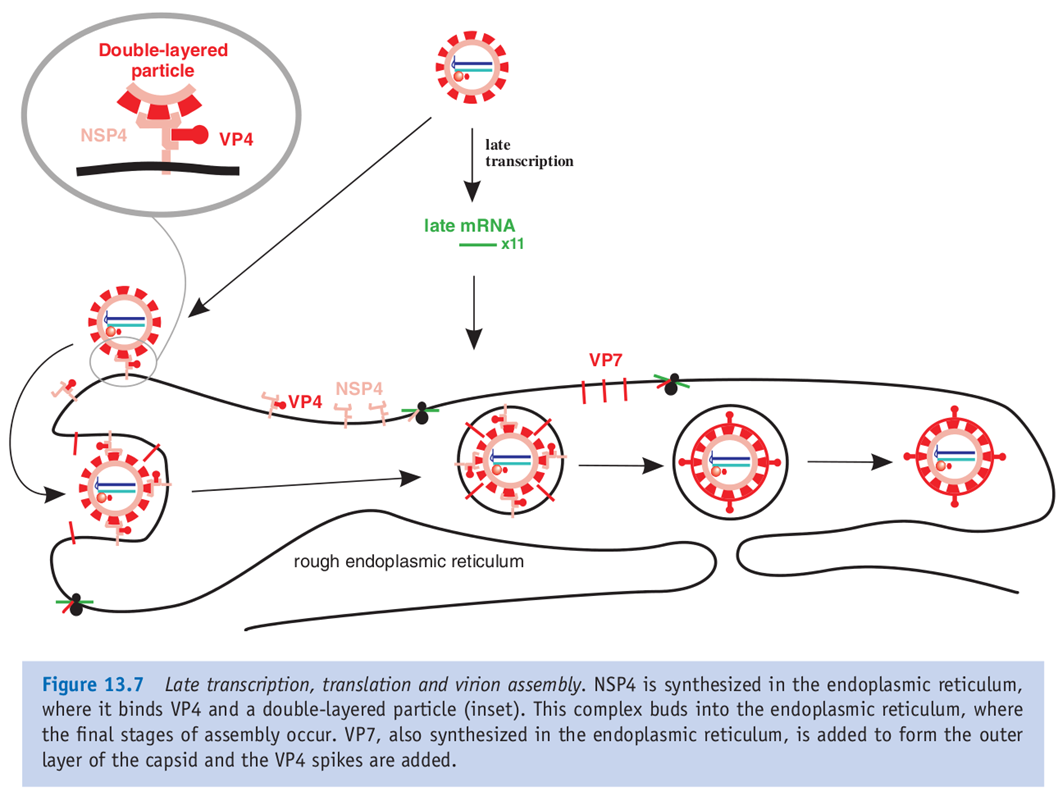 Double-layered
particle
NSP4
VP4
late
transcription
late mRNA
x11
VP7
NSP4
VP4
rough endoplasmic reticulum
Figure 13.7 Late transcription, translation and virion assembly. NSP4 is synthesized in the endoplasmic reticulum,
where it binds VP4 and a double-layered particle (inset). This complex buds into the endoplasmic reticulum, where
the final stages of assembly occur. VP7, also synthesized in the endoplasmic reticulum, is added to form the outer
layer of the capsid and the VP4 spikes are added.